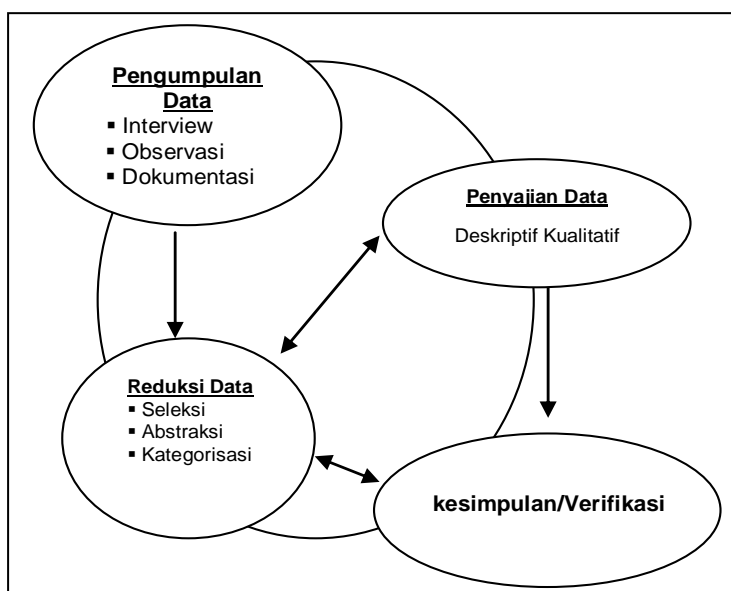 Pengumpulan
Data
▪ Interview
▪ Observasi
▪ Dokumentasi
Penyajian Data
Deskriptif Kualitatif
Reduksi Data
▪ Seleksi
▪ Abstraksi
▪ Kategorisasi
kesimpulan/Verifikasi